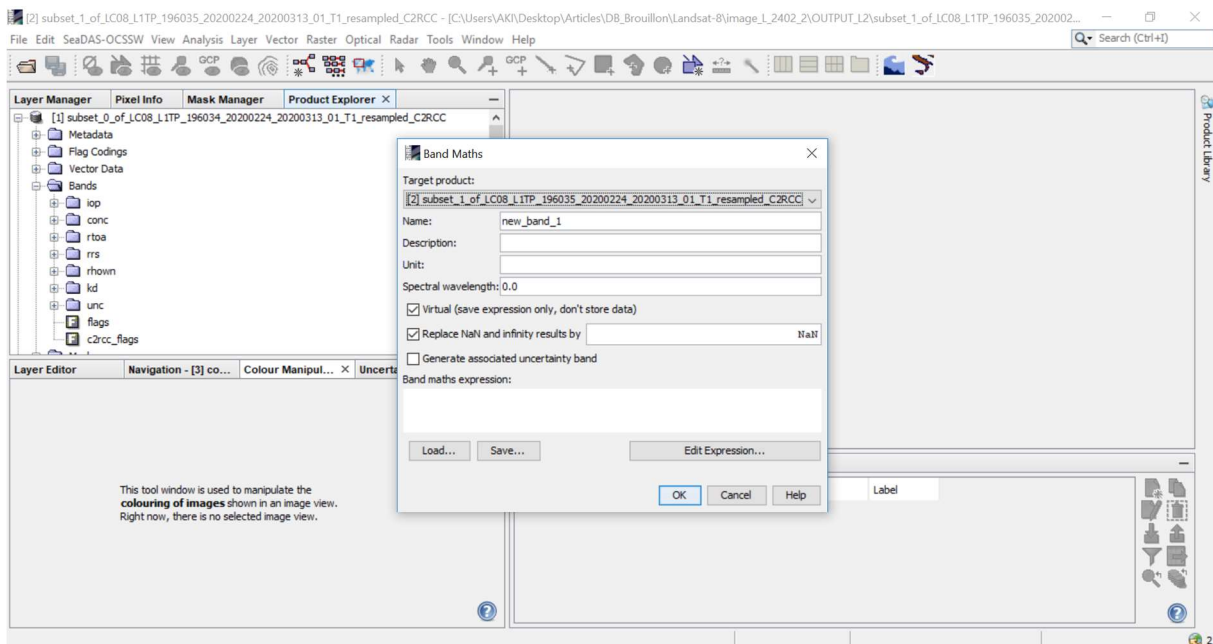 [2] subset_1_of_LC08_L1TP_196035_20200224_20200313_01_T1_resampled_C2RCC - [C:\Users\AKI\Desktop\Articles\DB_Brouillon\Landsat-8\image_L_2402_2\OUTPUT_L2\subset_1_of_LC08_L1TP_196035_202002...
File Edit SeaDAS-OCSSW View Analysis Layer Vector Raster Optical Radar Tools Window Help
Search (Ctrl+I)
GCP GCP
Layer Manager Pixel Info Mask Manager Product Explorer
[1] subset_0_of_LC08_L1TP_196034_20200224_20200313_01_T1_resampled_C2RCC
Metadata
Flag Codings
Vector Data
Bands
iop
conc
rtoa
rrs
rhown
kd
unc
flags
c2rcc_flags
Product Library
Band Maths
Target product:
[2] subset_1_of_LC08_L1TP_196035_20200224_20200313_01_T1_resampled_C2RCC
Name: new_band_1
Description:
Unit:
Spectral wavelength: 0.0
Virtual (save expression only, don't store data)
Replace NaN and infinity results by NaN
Generate associated uncertainty band
Band maths expression:
Load... Save... Edit Expression...
OK Cancel Help
Layer Editor Navigation - [3] co... Colour Manipul... Uncerta
This tool window is used to manipulate the
colouring of images shown in an image view.
Right now, there is no selected image view.
Label
2